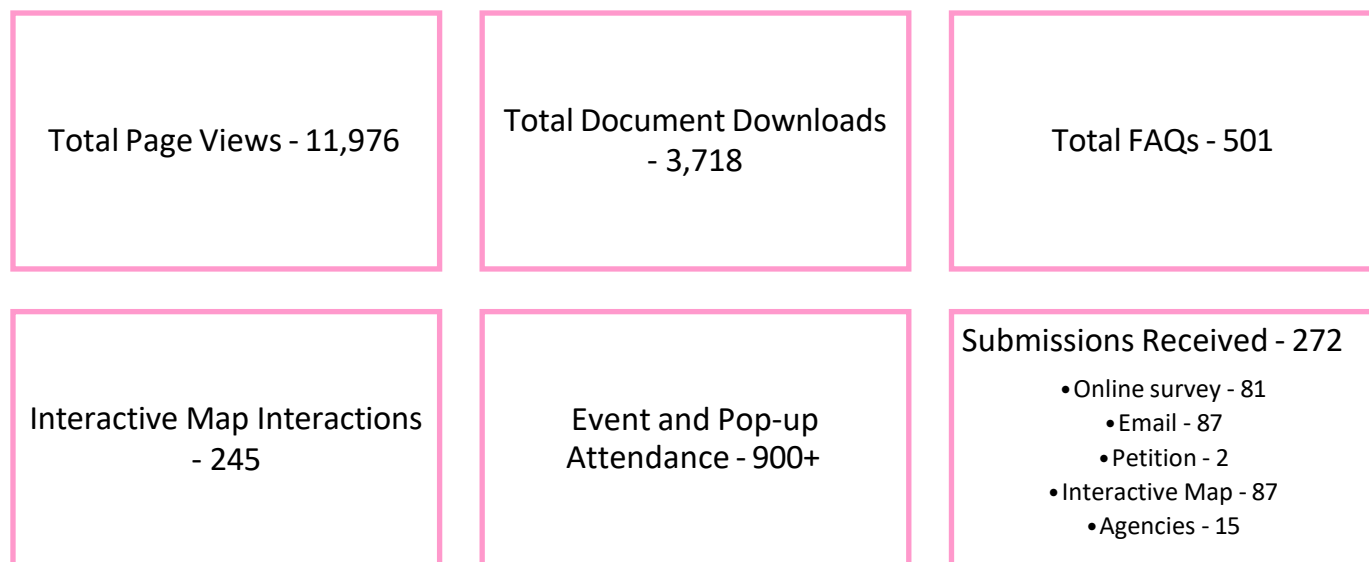 Total Page Views - 11,976
Total Document Downloads
- 3,718
Total FAQs - 501
Interactive Map Interactions
- 245
Event and Pop-up
Attendance - 900+
Submissions Received - 272
•Online survey - 81
•Email - 87
•Petition - 2
•Interactive Map - 87
•Agencies - 15